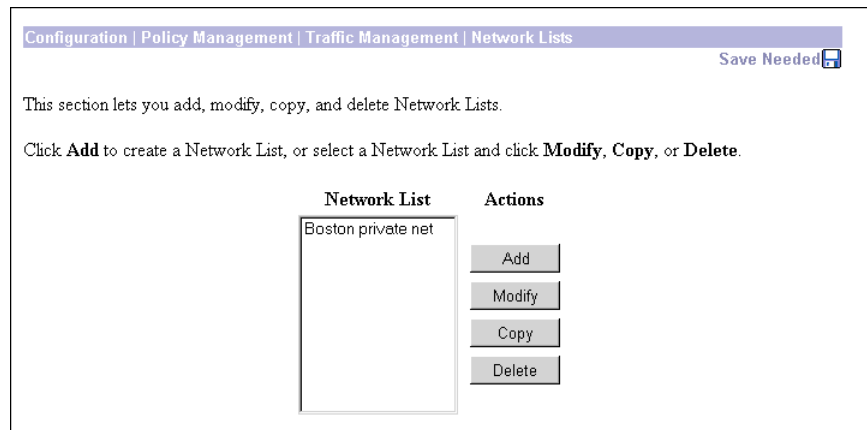 Configuration | Policy Management | Traffic Management | Network Lists
Save Needed
This section lets you add, modify, copy, and delete Network Lists.
Click Add to create a Network List, or select a Network List and click Modify, Copy, or Delete.
Network List
Actions
Boston private net
Add
Modify
Copy
Delete